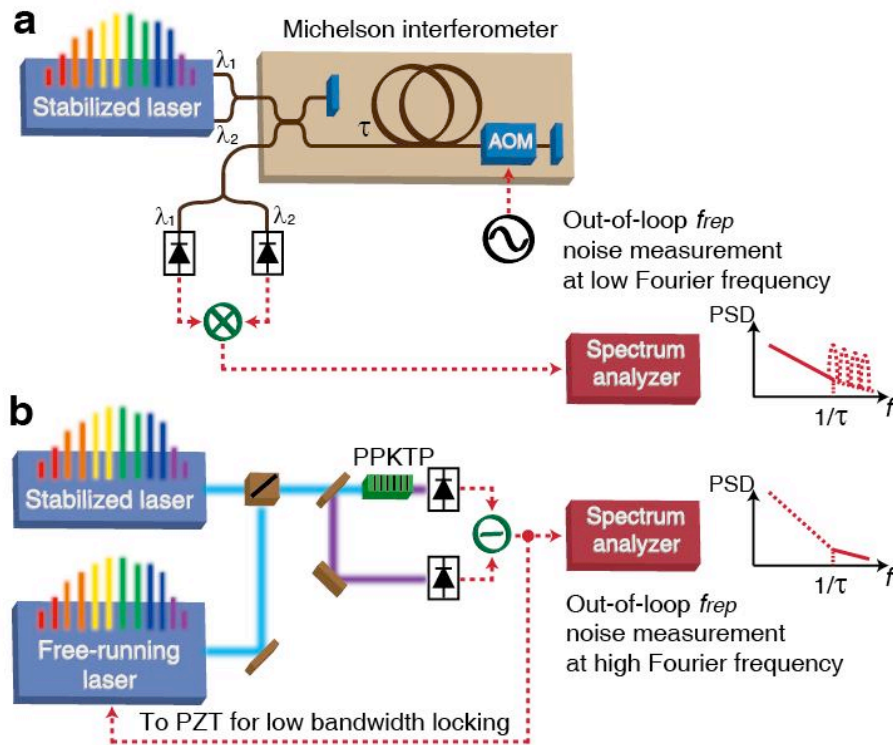 a
Michelson interferometer
λ1
Stabilized laser
λ2
τ
AOM
λ1
λ2
Out-of-loop frep
noise measurement
at low Fourier frequency
PSD
Spectrum
analyzer
f
1/τ
b
PPKTP
Stabilized laser
PSD
Spectrum
analyzer
f
1/τ
Free-running
laser
Out-of-loop frep
noise measurement
at high Fourier frequency
To PZT for low bandwidth locking